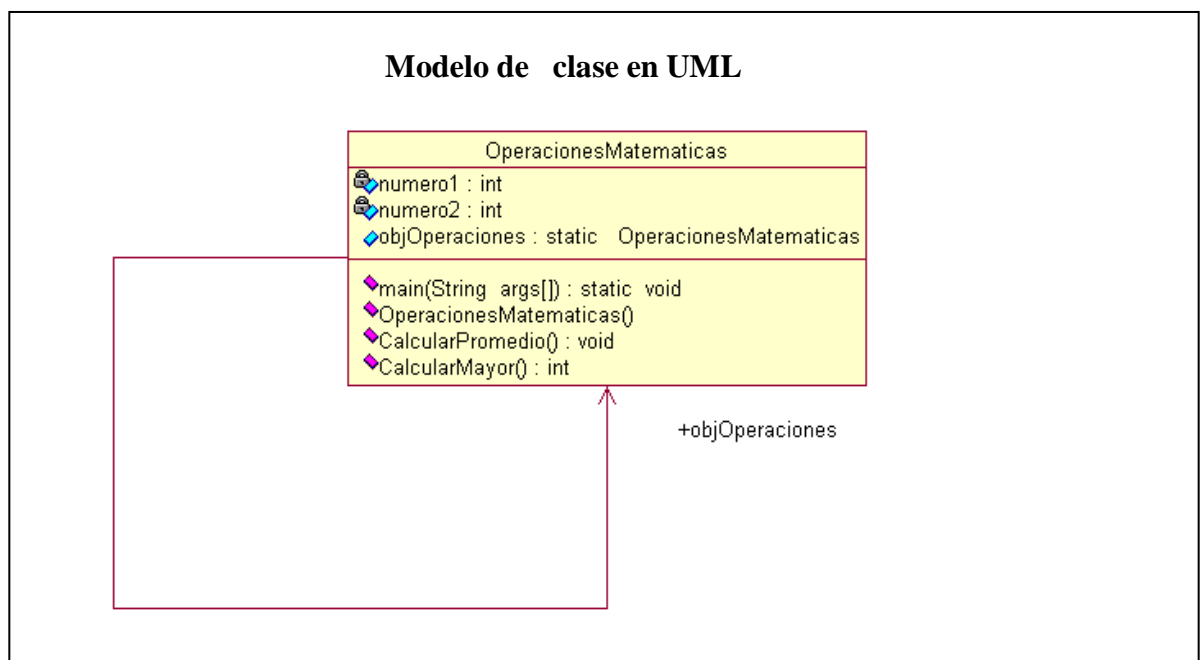 Modelo de clase en UML
OperacionesMatematicas
numero1 : int
numero2 : int
objOperaciones : static OperacionesMatematicas
main(String args[]) : static void
OperacionesMatematicas()
CalcularPromedio() : void
CalcularMayor() : int
+objOperaciones